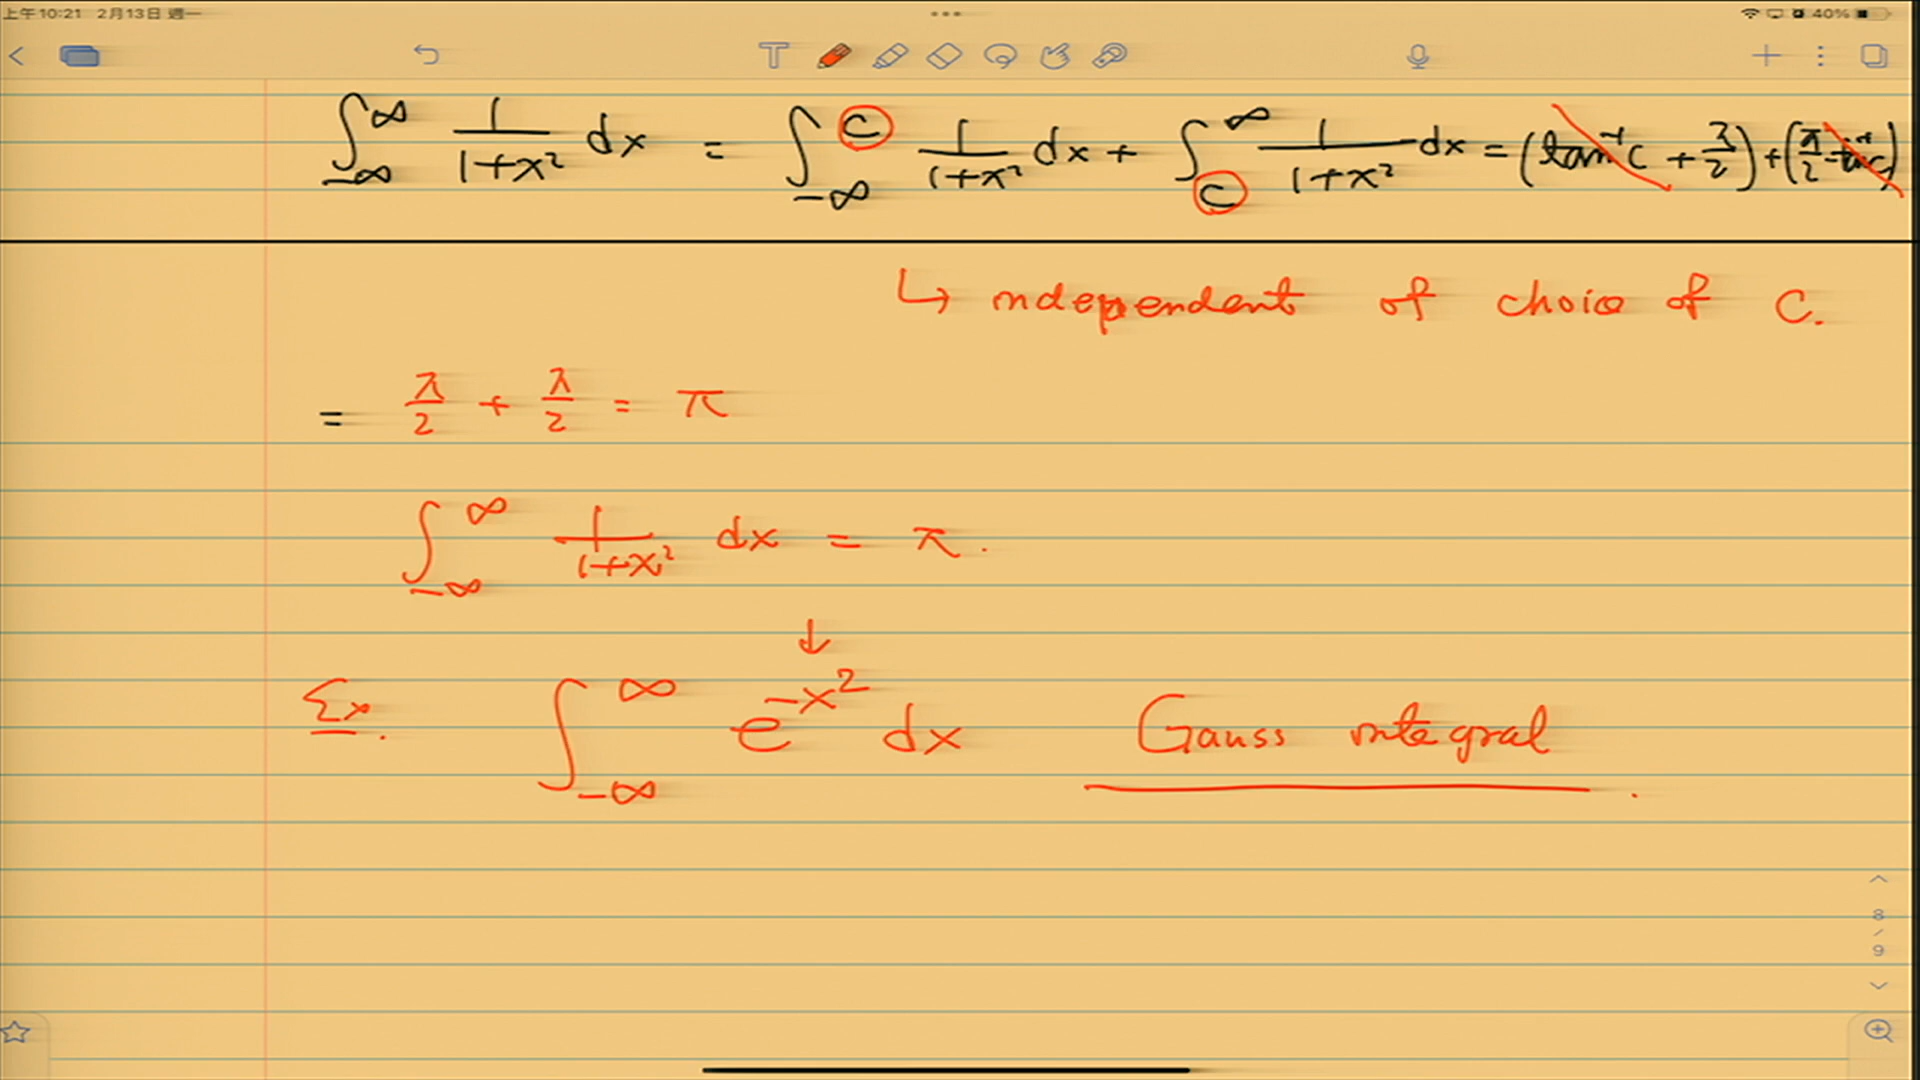 上午10:21 2月13日 週一 40%
∫_{-∞}^{∞} 1/(1+x²) dx = ∫_{-∞}^{C} 1/(1+x²) dx + ∫_{C}^{∞} 1/(1+x²) dx = (tan⁻¹C + π/2) + (π/2 - tan⁻¹C)
↳ independent of choice of C.
= π/2 + π/2 = π
∫_{-∞}^{∞} 1/(1+x²) dx = π.
↓
Ex. ∫_{-∞}^{∞} e^{-x²} dx Gauss integral.
8
/
9